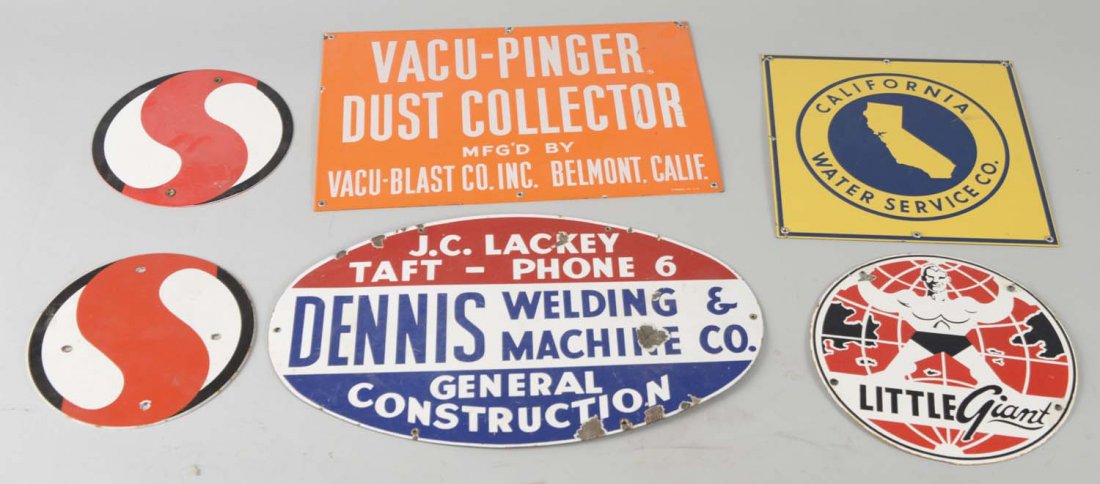 VACU-PINGER
DUST COLLECTOR
MFG'D BY
VACU-BLAST CO. INC. BELMONT, CALIF.
CALIFORNIA
WATER SERVICE CO.
J.C. LACKEY
TAFT - PHONE 6
DENNIS WELDING &
MACHINE CO.
GENERAL
CONSTRUCTION
LITTLE Giant